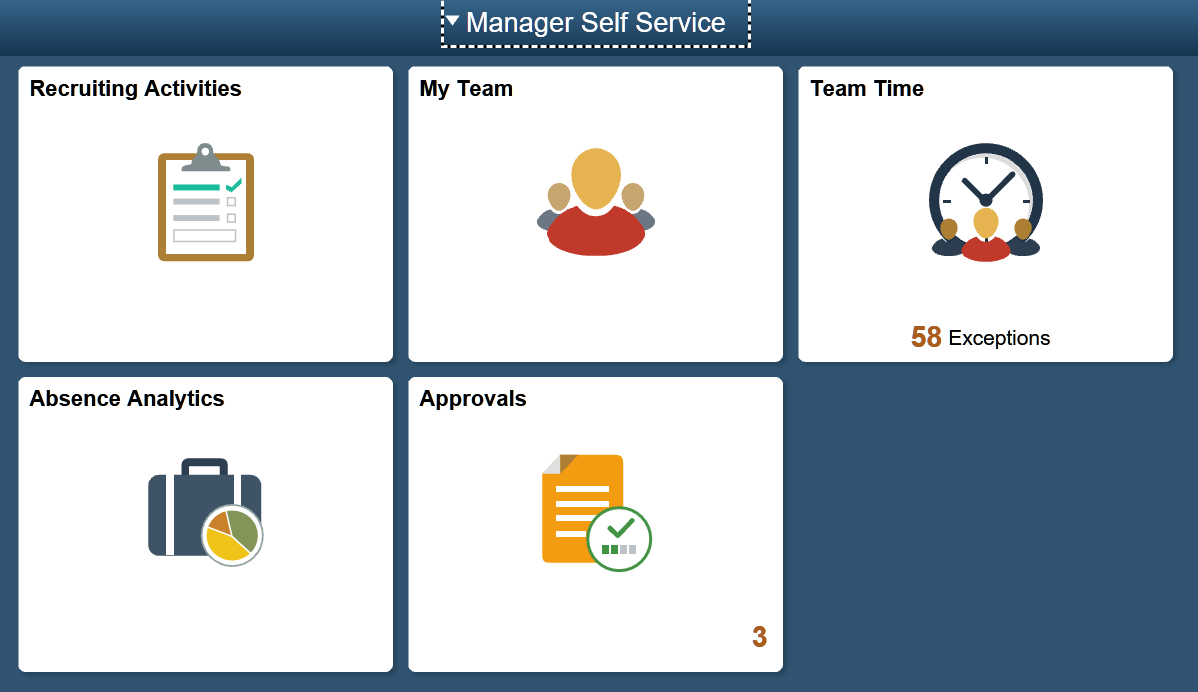 Manager Self Service
Recruiting Activities
My Team
Team Time
58 Exceptions
Absence Analytics
Approvals
3